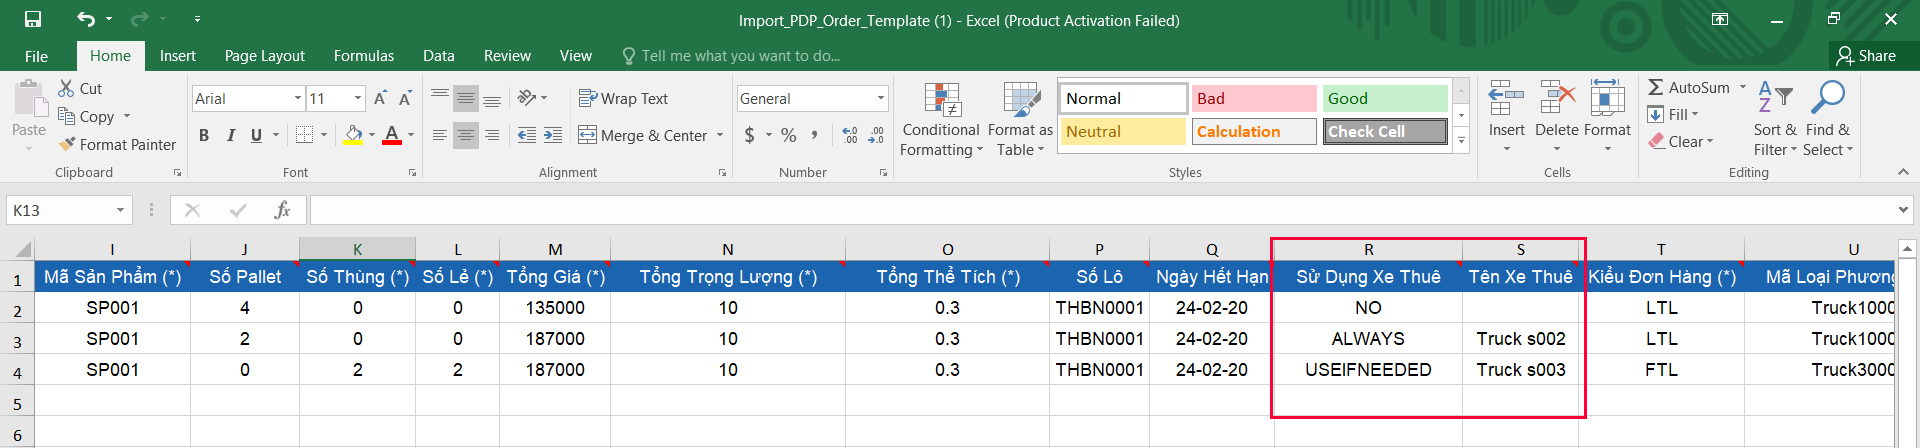 Import_PDP_Order_Template (1) - Excel (Product Activation Failed)
File Home Insert Page Layout Formulas Data Review View Tell me what you want to do... Share
Paste
Cut
Copy
Format Painter
Clipboard
Arial 11
B I U
Font
Wrap Text
Merge & Center
Alignment
General
$ % ,
Number
Conditional Formatting
Format as Table
Normal Bad Good
Neutral Calculation Check Cell
Styles
Insert Delete Format
Cells
AutoSum
Fill
Clear
Sort & Filter
Find & Select
Editing
K13 fx
I J K L M N O P Q R S T U
1 Mã Sản Phẩm (*) Số Pallet Số Thùng (*) Số Lẻ (*) Tổng Giá (*) Tổng Trọng Lượng (*) Tổng Thể Tích (*) Số Lô Ngày Hết Hạn Sử Dụng Xe Thuê Tên Xe Thuê Kiểu Đơn Hàng (*) Mã Loại Phương
2 SP001 4 0 0 135000 10 0.3 THBN0001 24-02-20 NO LTL Truck1000
3 SP001 2 0 0 187000 10 0.3 THBN0001 24-02-20 ALWAYS Truck s002 LTL Truck1000
4 SP001 0 2 2 187000 10 0.3 THBN0001 24-02-20 USEIFNEEDED Truck s003 FTL Truck3000
5
6